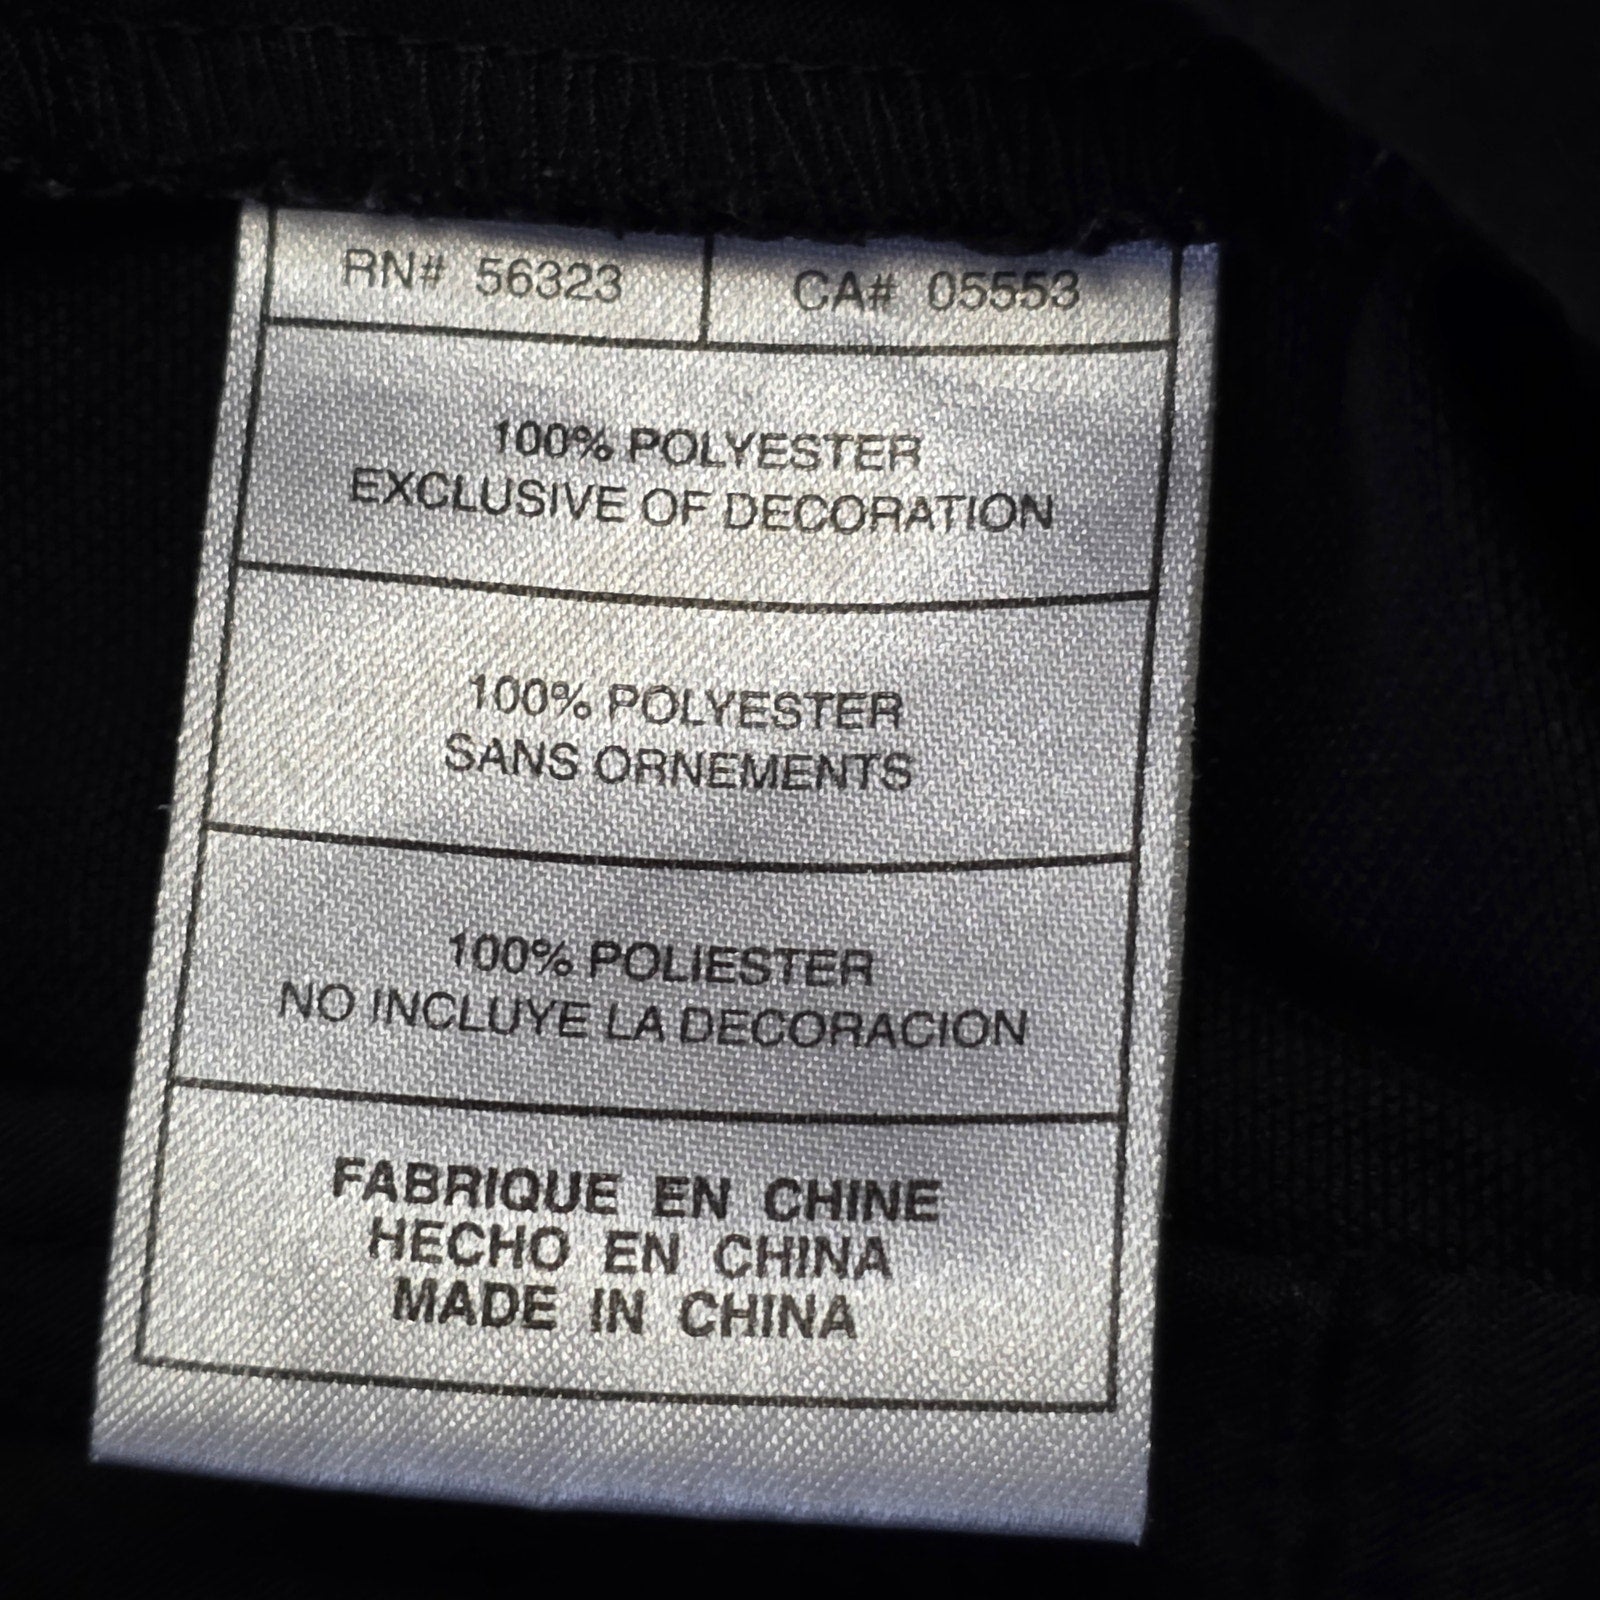 RN# 56323 CA# 05553
100% POLYESTER
EXCLUSIVE OF DECORATION
100% POLYESTER
SANS ORNEMENTS
100% POLIESTER
NO INCLUYE LA DECORACION
FABRIQUE EN CHINE
HECHO EN CHINA
MADE IN CHINA